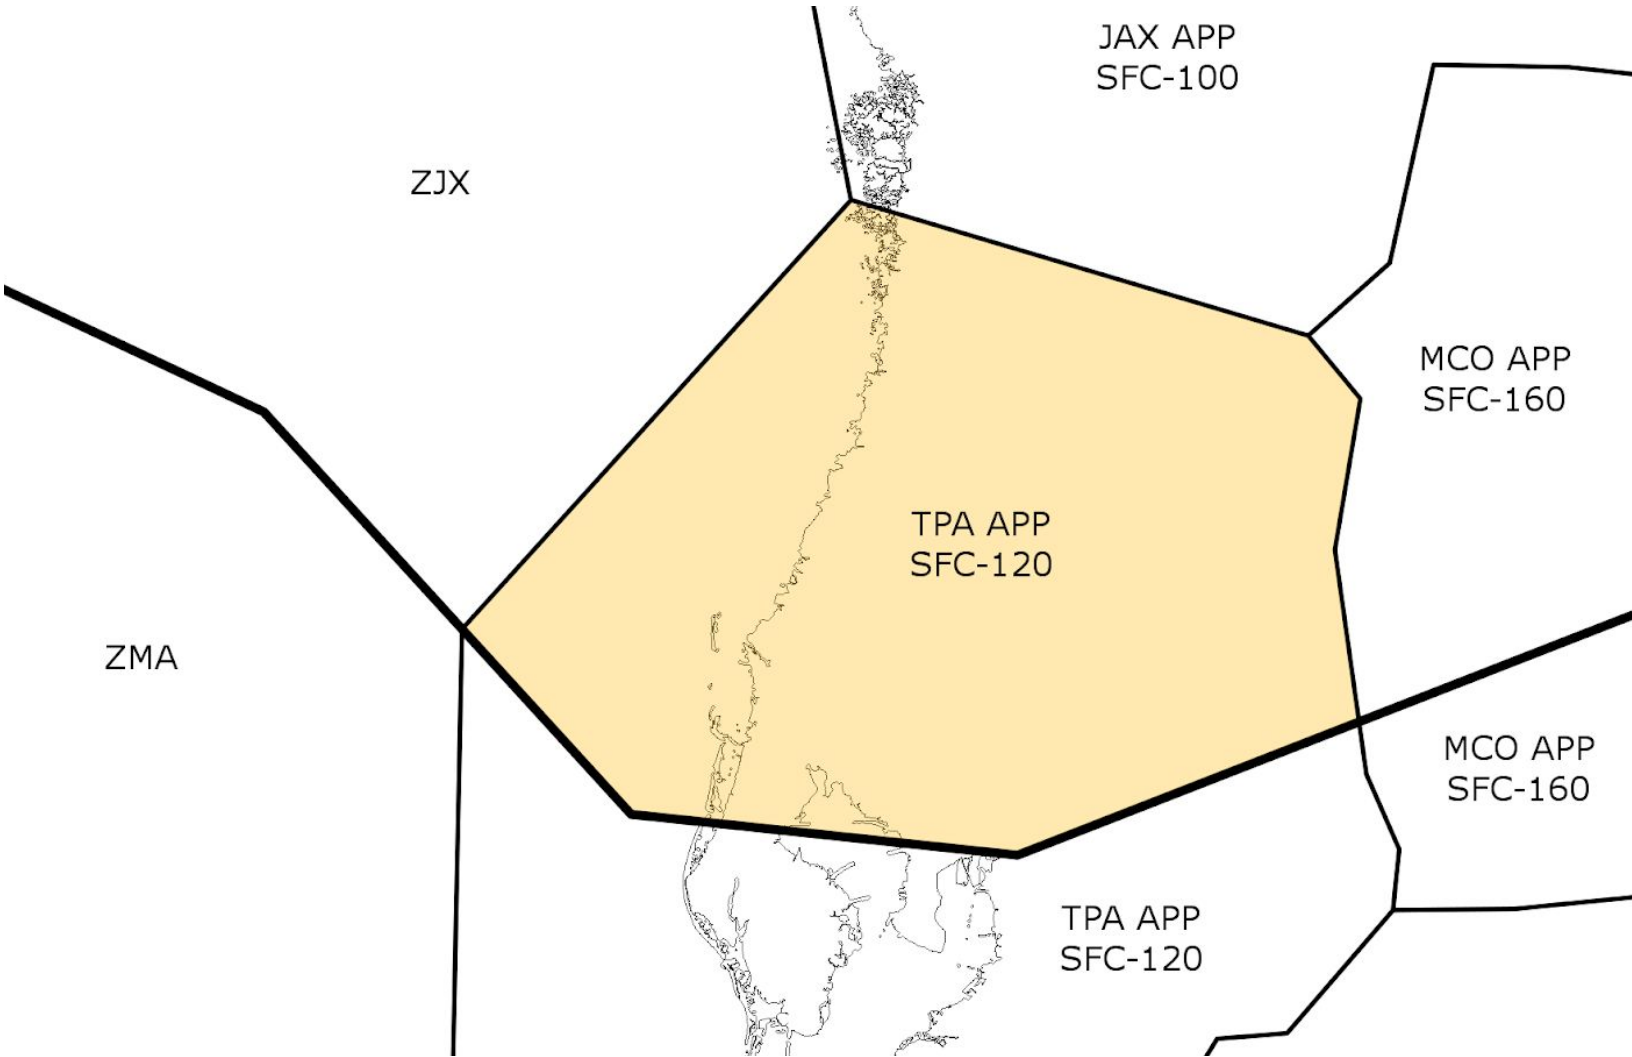 JAX APP
SFC-100
ZJX
MCO APP
SFC-160
TPA APP
SFC-120
ZMA
MCO APP
SFC-160
TPA APP
SFC-120